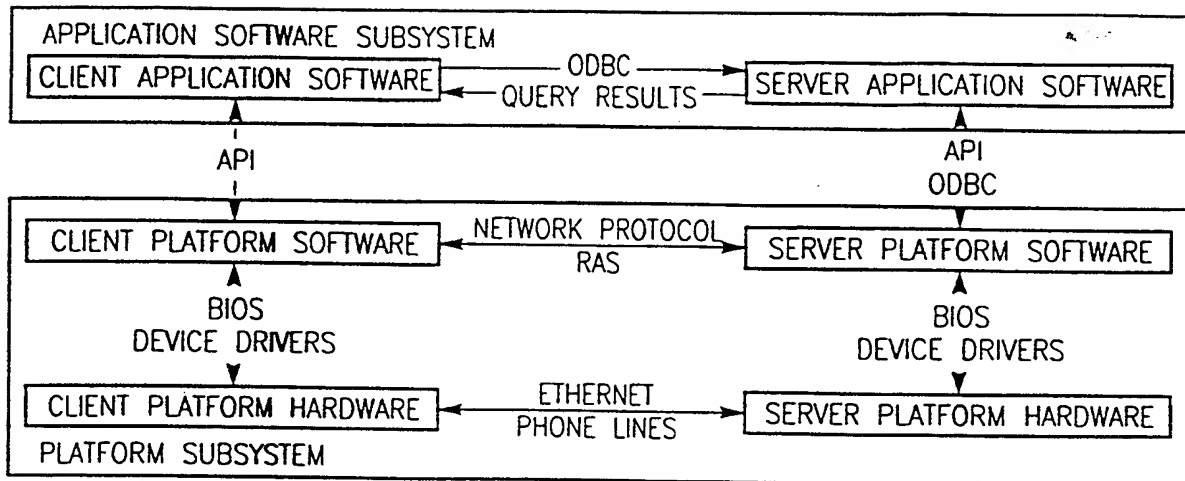 APPLICATION SOFTWARE SUBSYSTEM
CLIENT APPLICATION SOFTWARE
ODBC
QUERY RESULTS
SERVER APPLICATION SOFTWARE
API
API
ODBC
CLIENT PLATFORM SOFTWARE
NETWORK PROTOCOL
RAS
SERVER PLATFORM SOFTWARE
BIOS
DEVICE DRIVERS
BIOS
DEVICE DRIVERS
CLIENT PLATFORM HARDWARE
ETHERNET
PHONE LINES
SERVER PLATFORM HARDWARE
PLATFORM SUBSYSTEM